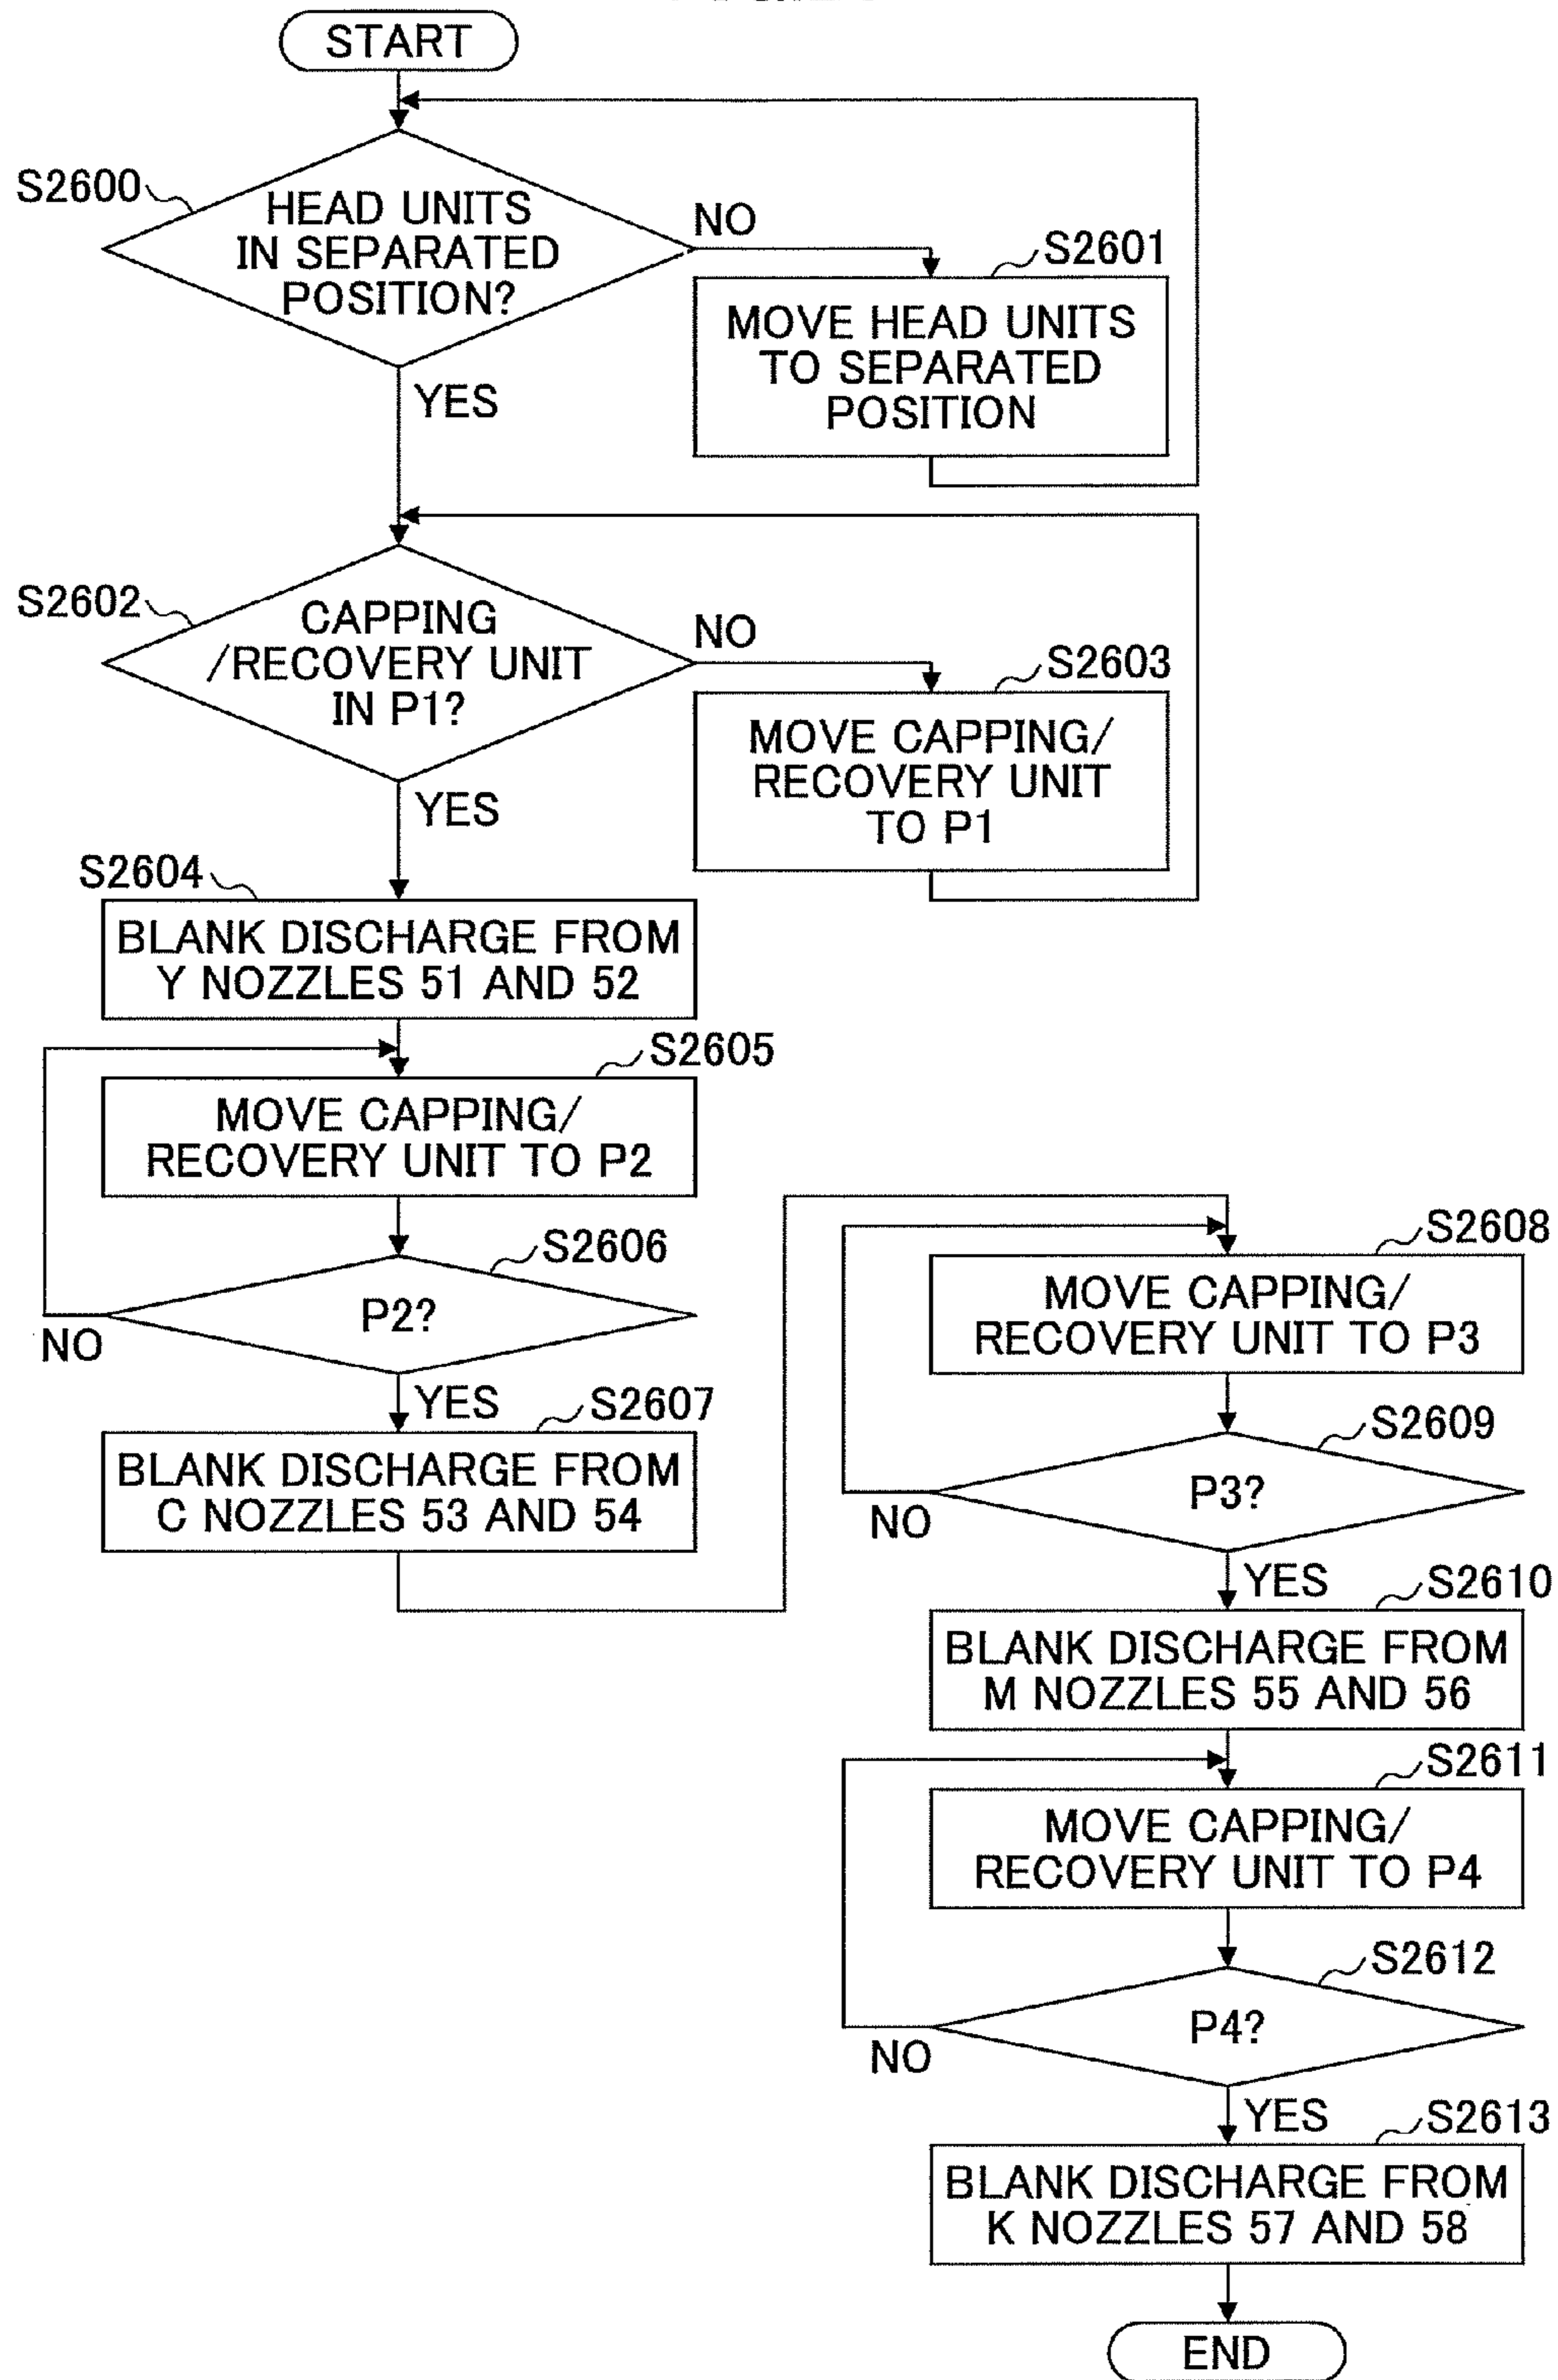 START
S2600
HEAD UNITS
IN SEPARATED
POSITION?
NO
S2601
MOVE HEAD UNITS
TO SEPARATED
POSITION
YES
S2602
CAPPING
/RECOVERY UNIT
IN P1?
NO
S2603
MOVE CAPPING/
RECOVERY UNIT
TO P1
YES
S2604
BLANK DISCHARGE FROM
Y NOZZLES 51 AND 52
S2605
MOVE CAPPING/
RECOVERY UNIT TO P2
S2606
P2?
NO
YES
S2607
BLANK DISCHARGE FROM
C NOZZLES 53 AND 54
S2608
MOVE CAPPING/
RECOVERY UNIT TO P3
S2609
P3?
NO
YES
S2610
BLANK DISCHARGE FROM
M NOZZLES 55 AND 56
S2611
MOVE CAPPING/
RECOVERY UNIT TO P4
S2612
P4?
NO
YES
S2613
BLANK DISCHARGE FROM
K NOZZLES 57 AND 58
END